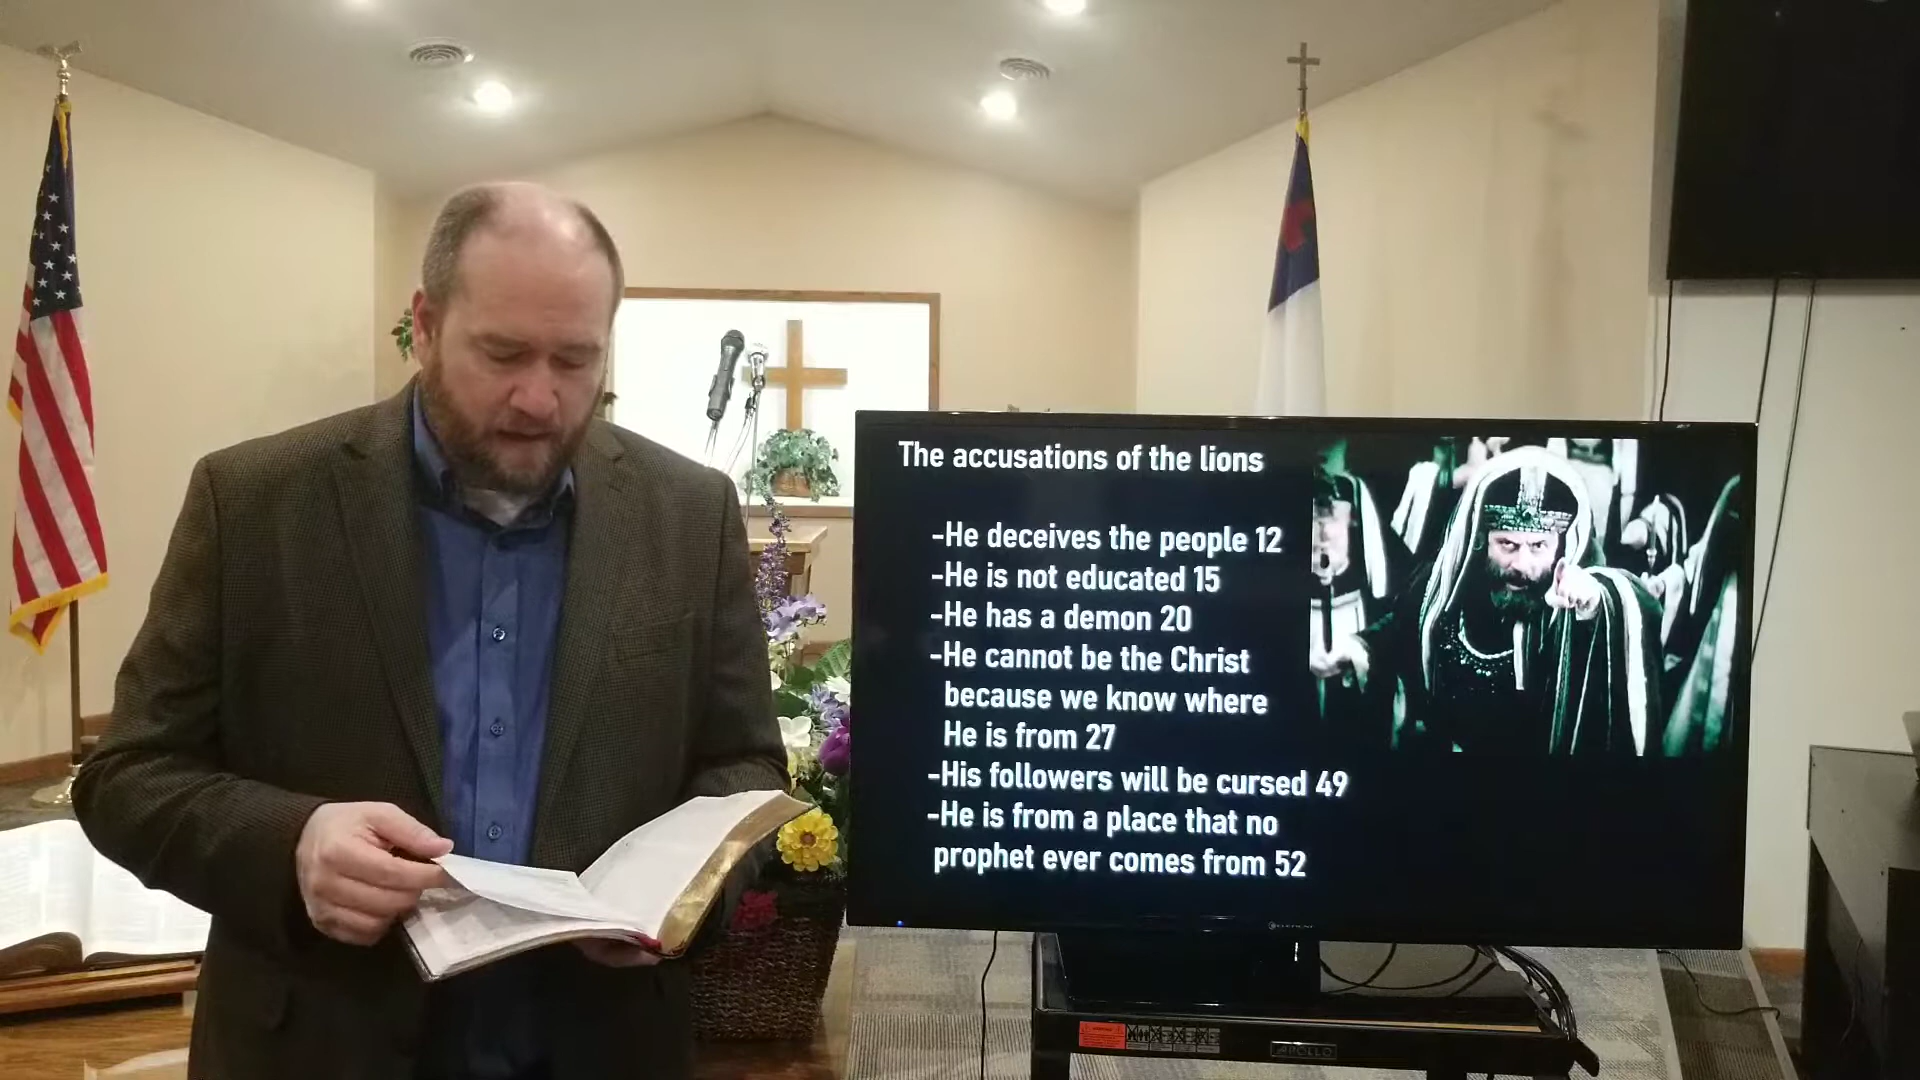 The accusations of the lions
-He deceives the people 12
-He is not educated 15
-He has a demon 20
-He cannot be the Christ
because we know where
He is from 27
-His followers will be cursed 49
-He is from a place that no
prophet ever comes from 52
APOLLO